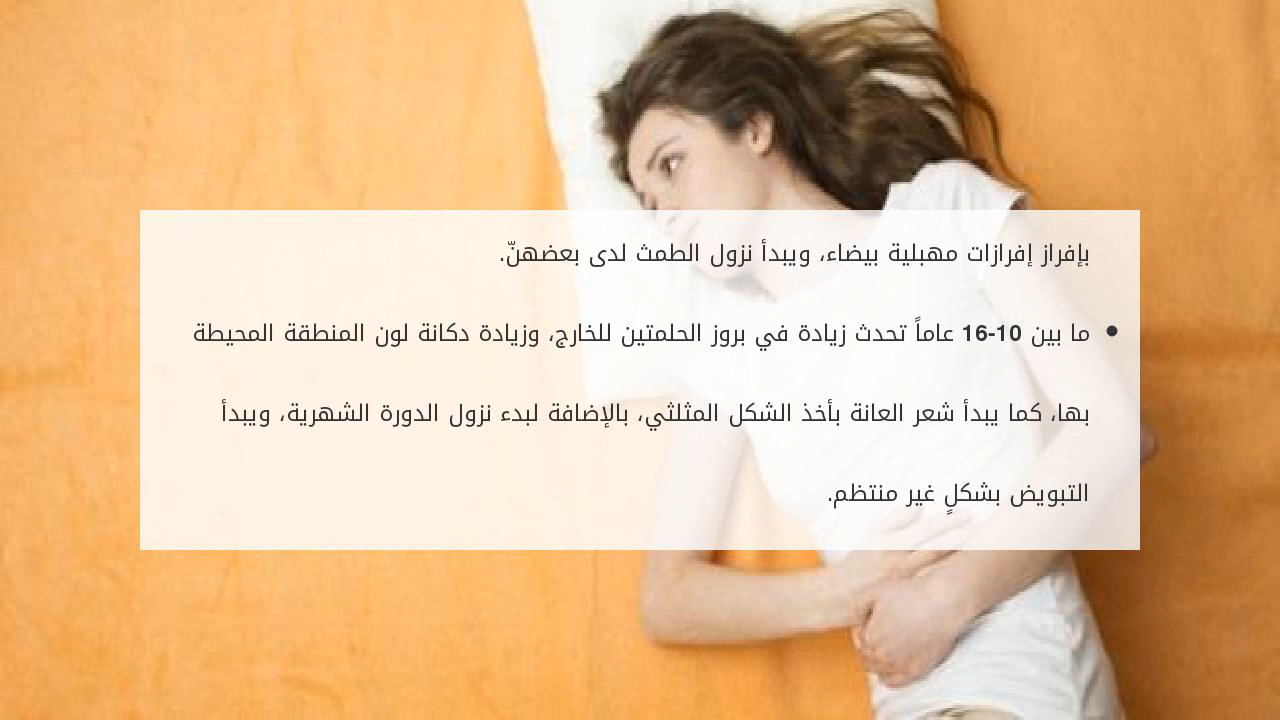 بإفراز إفرازات مهبلية بيضاء، ويبدأ نزول الطمث لدى بعضهنّ.
• ما بين 10-16 عاماً تحدث زيادة في بروز الحلمتين للخارج، وزيادة دكانة لون المنطقة المحيطة
بها، كما يبدأ شعر العانة بأخذ الشكل المثلثي، بالإضافة لبدء نزول الدورة الشهرية، ويبدأ
التبويض بشكلٍ غير منتظم.